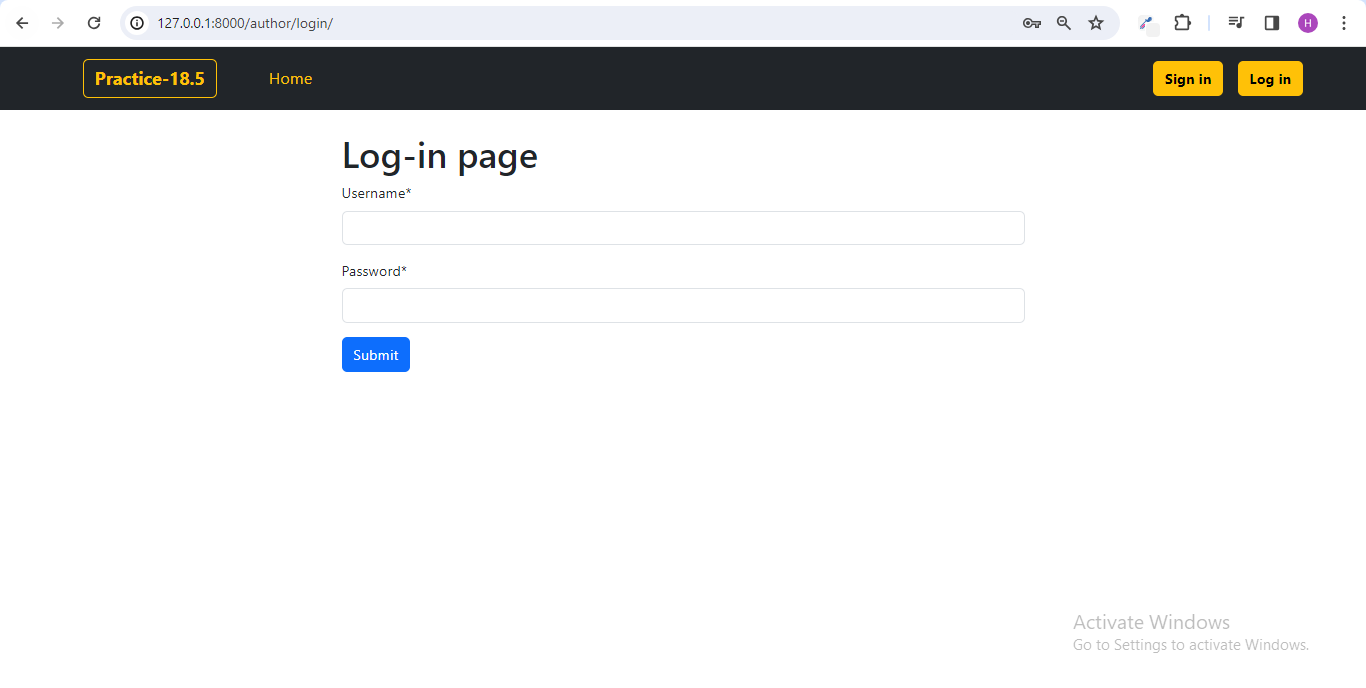 127.0.0.1:8000/author/login/
H
Practice-18.5
Home
Sign in
Log in
Log-in page
Username*
Password*
Submit
Activate Windows
Go to Settings to activate Windows.